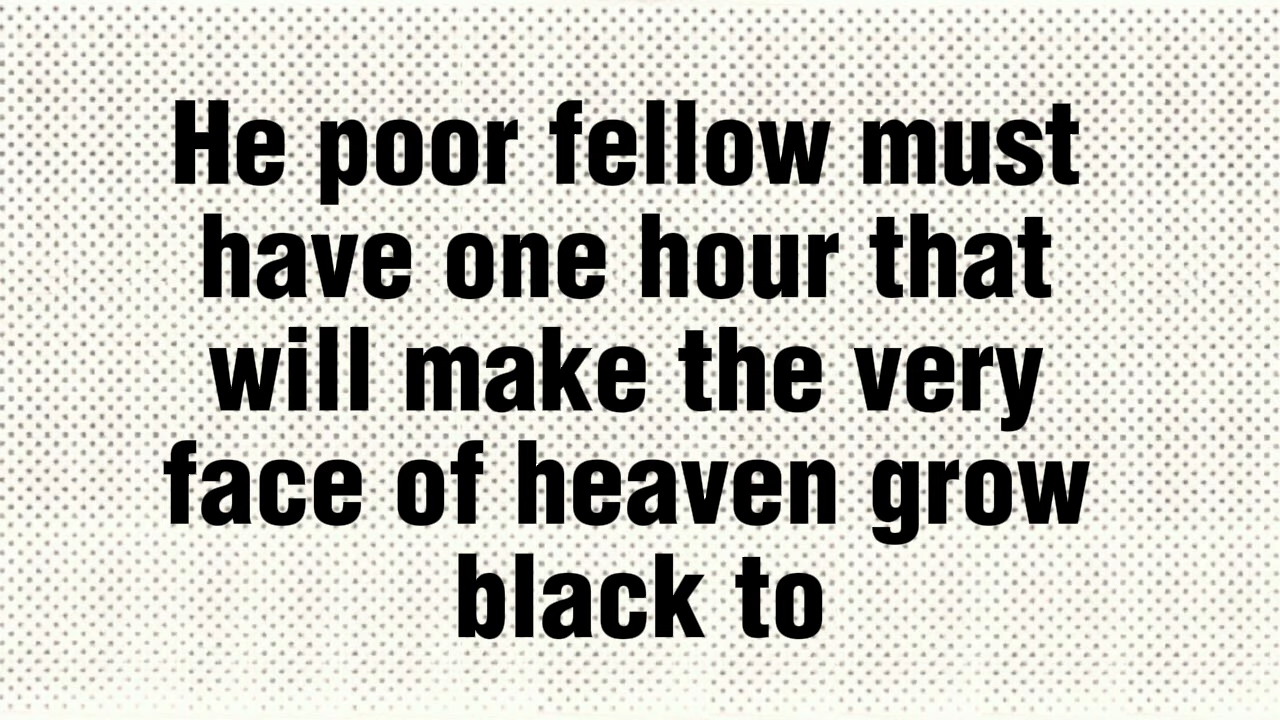 He poor fellow must
have one hour that
will make the very
face of heaven grow
black to